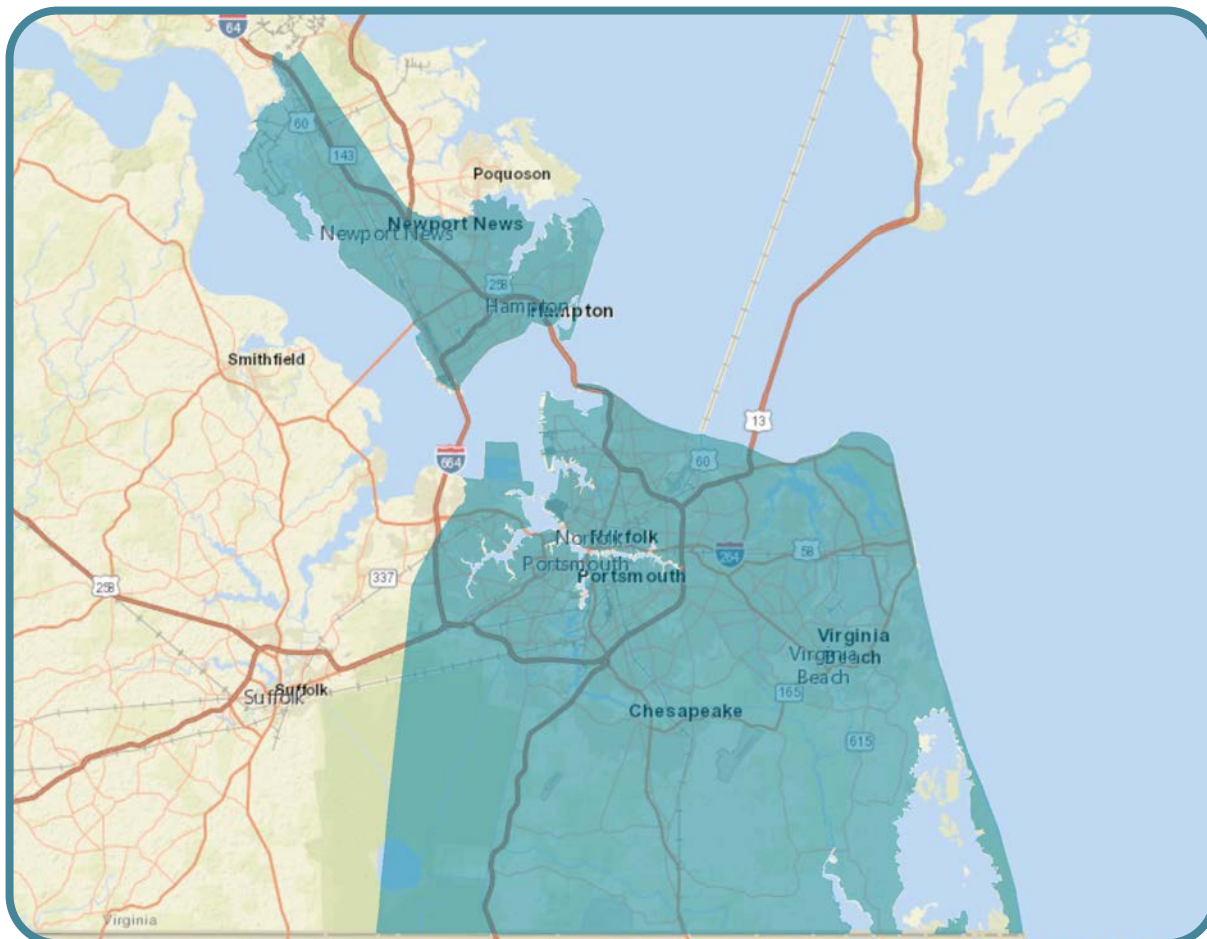 64
60
143
Poquoson
Newport News
Newport News
258
Hampton
Hampton
Smithfield
13
664
60
Norfolk
Norfolk
264
58
Portsmouth
Portsmouth
337
258
Virginia
Beach
Virginia
Beach
Suffolk
Suffolk
165
Chesapeake
615
Virginia